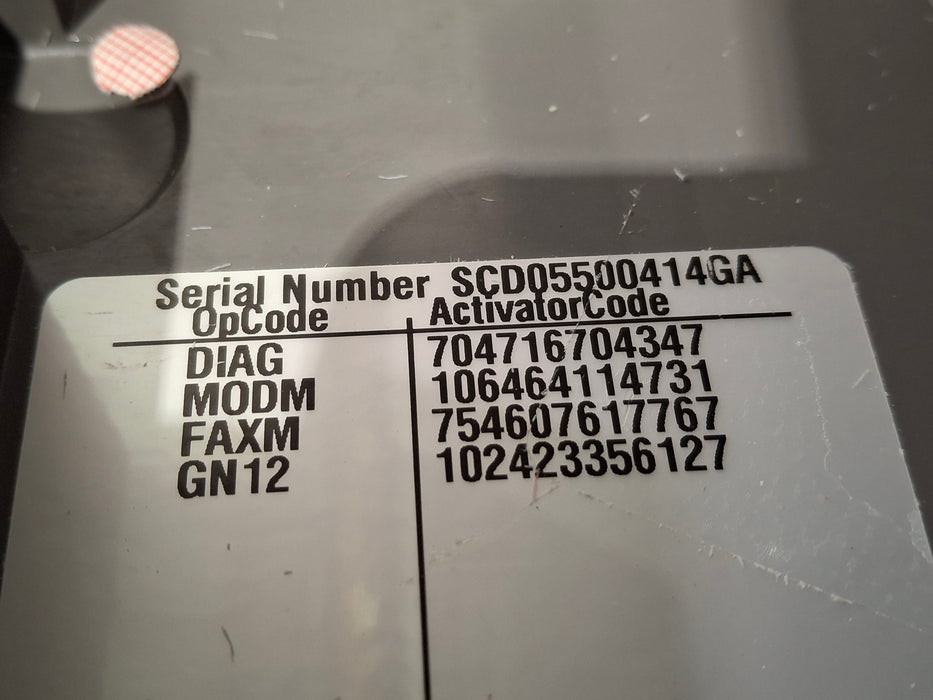 Serial Number SCD05500414GA
OpCode ActivatorCode
DIAG 704716704347
MODM 106464114731
FAXM 754607617767
GN12 102423356127